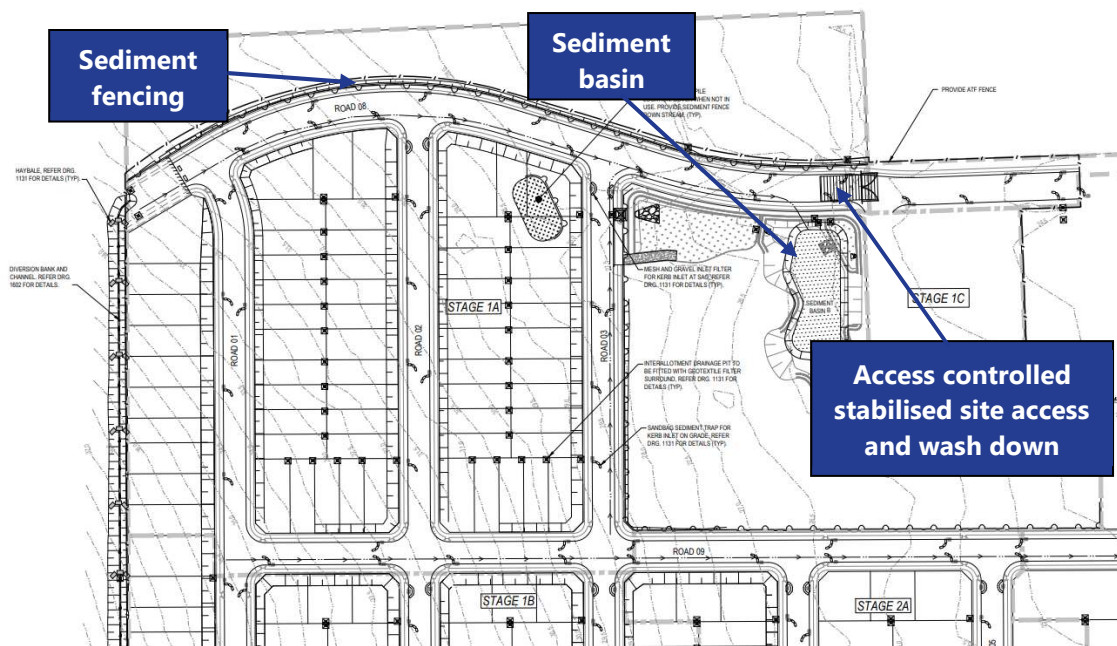 Sediment
fencing
Sediment
basin
PILE
WHEN NOT IN
USE. PROVIDE SEDIMENT FENCE
DOWN STREAM. (TYP).
PROVIDE ATF FENCE
ROAD 08
HAYBALE, REFER DRG.
1131 FOR DETAILS (TYP).
DIVERSION BANK AND
CHANNEL. REFER DRG.
1602 FOR DETAILS.
MESH AND GRAVEL INLET FILTER
FOR KERB INLET AT SAG, REFER
DRG. 1131 FOR DETAILS (TYP).
STAGE 1A
SEDIMENT
BASIN B
STAGE 1C
ROAD 01
ROAD 02
ROAD 03
INTERALLOTMENT DRAINAGE PIT TO
BE FITTED WITH GEOTEXTILE FILTER
SURROUND, REFER DRG. 1131 FOR
DETAILS (TYP).
Access controlled
stabilised site access
and wash down
SANDBAG SEDIMENT TRAP FOR
KERB INLET ON GRADE, REFER
DRG. 1131 FOR DETAILS (TYP).
ROAD 09
STAGE 1B
STAGE 2A